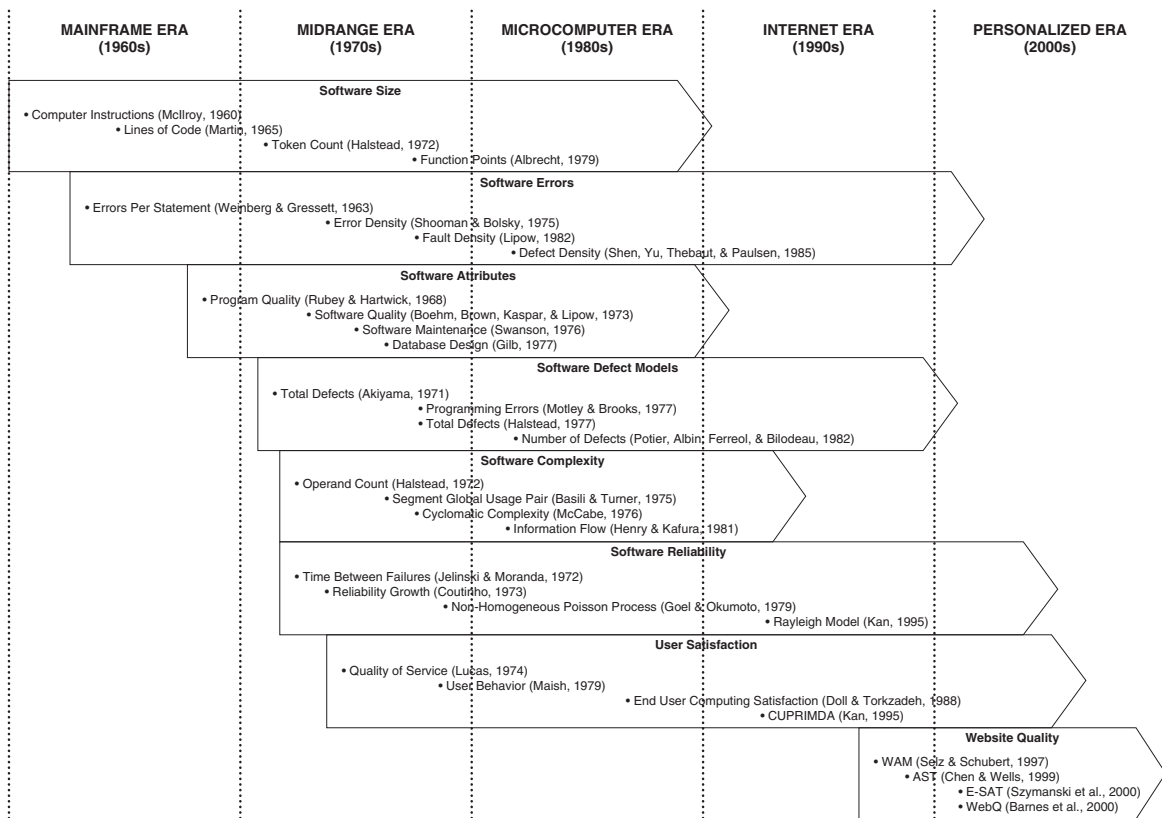 MAINFRAME ERA
(1960s)
MIDRANGE ERA
(1970s)
MICROCOMPUTER ERA
(1980s)
INTERNET ERA
(1990s)
PERSONALIZED ERA
(2000s)
Software Size
• Computer Instructions (McIlroy, 1960)
• Lines of Code (Martin, 1965)
• Token Count (Halstead, 1972)
• Function Points (Albrecht, 1979)
Software Errors
• Errors Per Statement (Weinberg & Gressett, 1963)
• Error Density (Shooman & Bolsky, 1975)
• Fault Density (Lipow, 1982)
• Defect Density (Shen, Yu, Thebaut, & Paulsen, 1985)
Software Attributes
• Program Quality (Rubey & Hartwick, 1968)
• Software Quality (Boehm, Brown, Kaspar, & Lipow, 1973)
• Software Maintenance (Swanson, 1976)
• Database Design (Gilb, 1977)
Software Defect Models
• Total Defects (Akiyama, 1971)
• Programming Errors (Motley & Brooks, 1977)
• Total Defects (Halstead, 1977)
• Number of Defects (Potier, Albin, Ferreol, & Bilodeau, 1982)
Software Complexity
• Operand Count (Halstead, 1972)
• Segment Global Usage Pair (Basili & Turner, 1975)
• Cyclomatic Complexity (McCabe, 1976)
• Information Flow (Henry & Kafura, 1981)
Software Reliability
• Time Between Failures (Jelinski & Moranda, 1972)
• Reliability Growth (Coutinho, 1973)
• Non-Homogeneous Poisson Process (Goel & Okumoto, 1979)
• Rayleigh Model (Kan, 1995)
User Satisfaction
• Quality of Service (Lucas, 1974)
• User Behavior (Maish, 1979)
• End User Computing Satisfaction (Doll & Torkzadeh, 1988)
• CUPRIMDA (Kan, 1995)
Website Quality
• WAM (Selz & Schubert, 1997)
• AST (Chen & Wells, 1999)
• E-SAT (Szymanski et al., 2000)
• WebQ (Barnes et al., 2000)